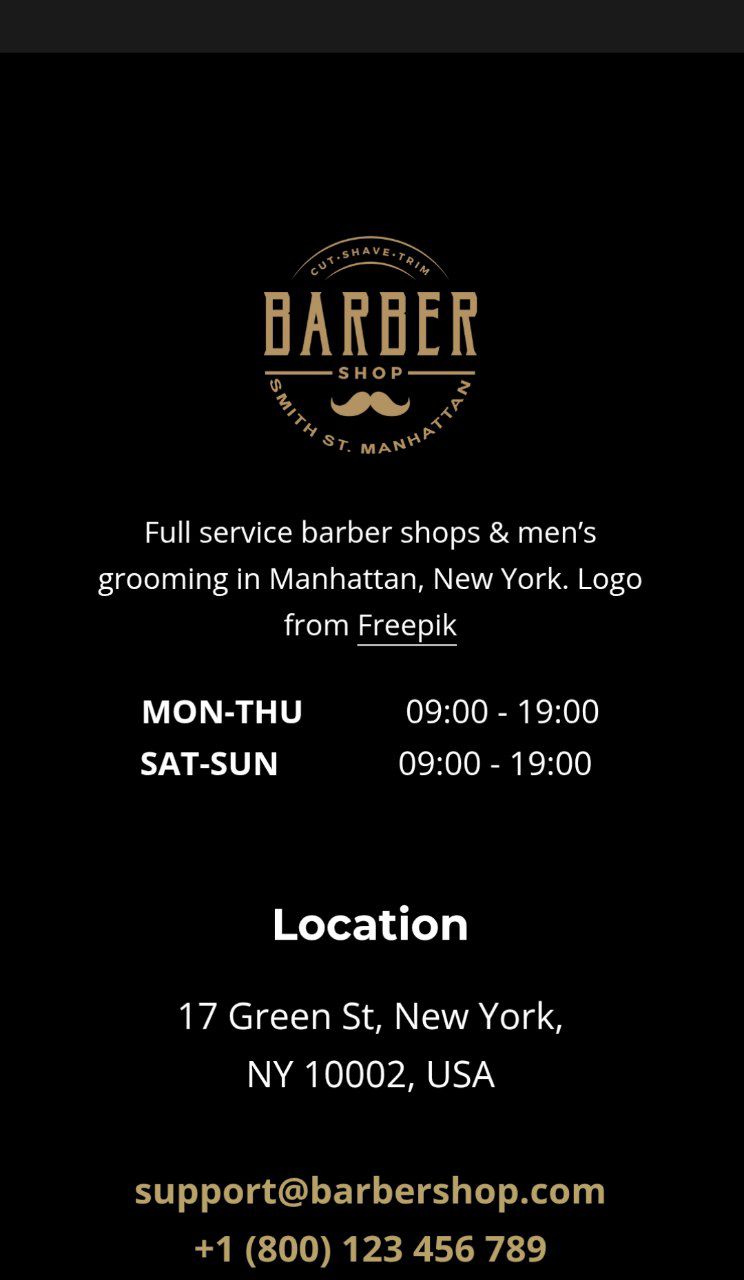 CUT•SHAVE•TRIM
BARBER
SHOP
SMITH ST. MANHATTAN
Full service barber shops & men’s
grooming in Manhattan, New York. Logo
from Freepik
MON-THU 09:00 - 19:00
SAT-SUN 09:00 - 19:00
Location
17 Green St, New York,
NY 10002, USA
support@barbershop.com
+1 (800) 123 456 789